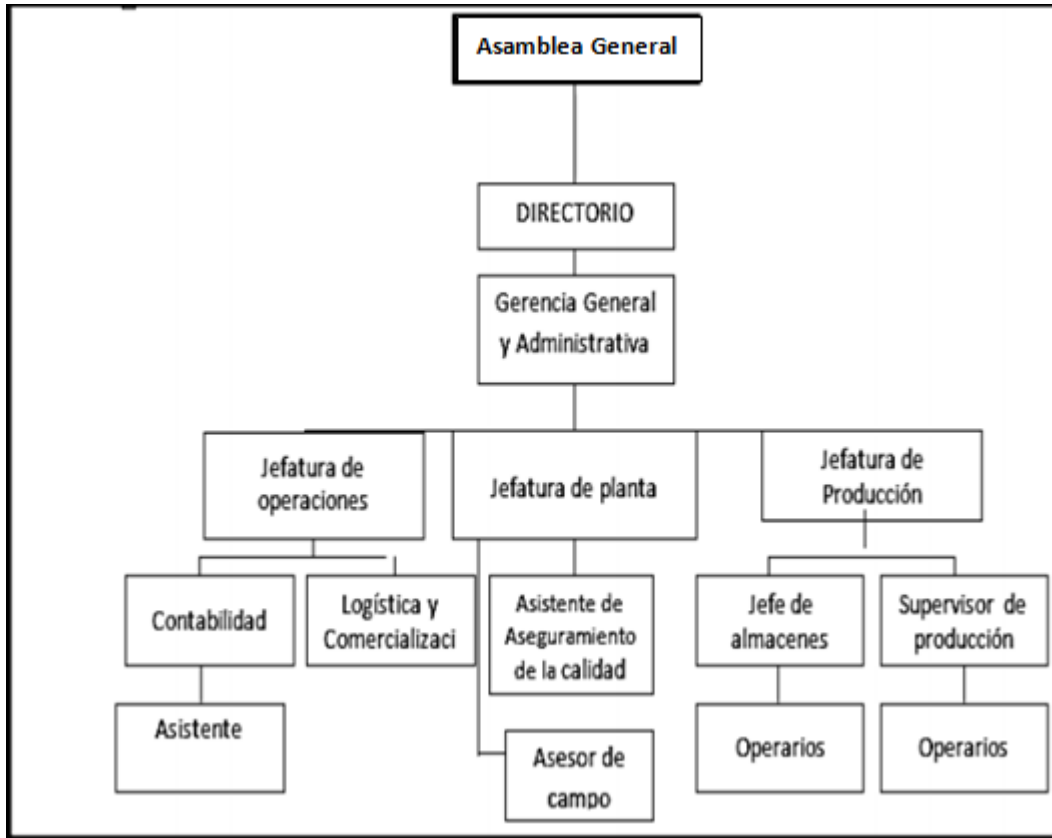 Asamblea General
DIRECTORIO
Gerencia General
y Administrativa
Jefatura de
operaciones
Jefatura de planta
Jefatura de
Producción
Contabilidad
Logística y
Comercializaci
Asistente de
Aseguramiento
de la calidad
Jefe de
almacenes
Supervisor de
producción
Asistente
Asesor de
campo
Operarios
Operarios